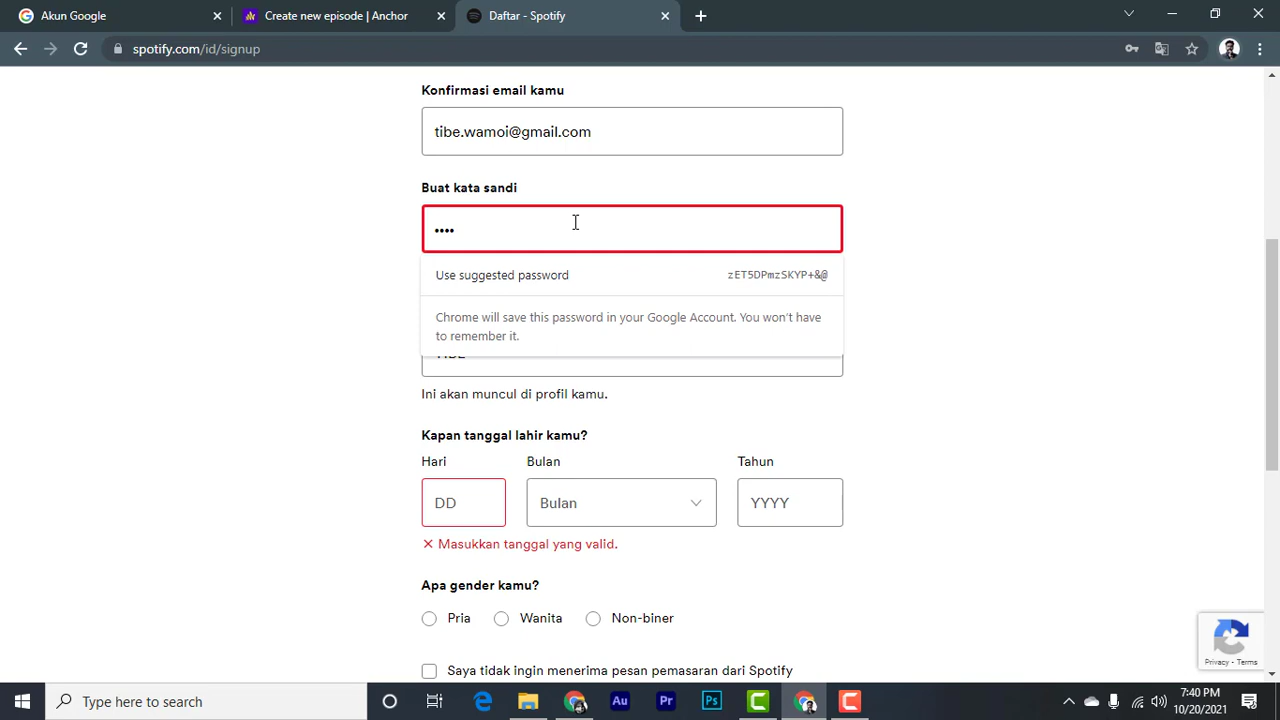 Akun Google
Create new episode | Anchor
Daftar - Spotify
spotify.com/id/signup
Konfirmasi email kamu
tibe.wamoi@gmail.com
Buat kata sandi
••••
Use suggested password zET5DPmzSKYP+&@
Chrome will save this password in your Google Account. You won't have
to remember it.
Ini akan muncul di profil kamu.
Kapan tanggal lahir kamu?
Hari Bulan Tahun
DD Bulan YYYY
Masukkan tanggal yang valid.
Apa gender kamu?
Pria Wanita Non-biner
Saya tidak ingin menerima pesan pemasaran dari Spotify
Privacy - Terms
Type here to search
Au Pr Ps
7:40 PM
10/20/2021